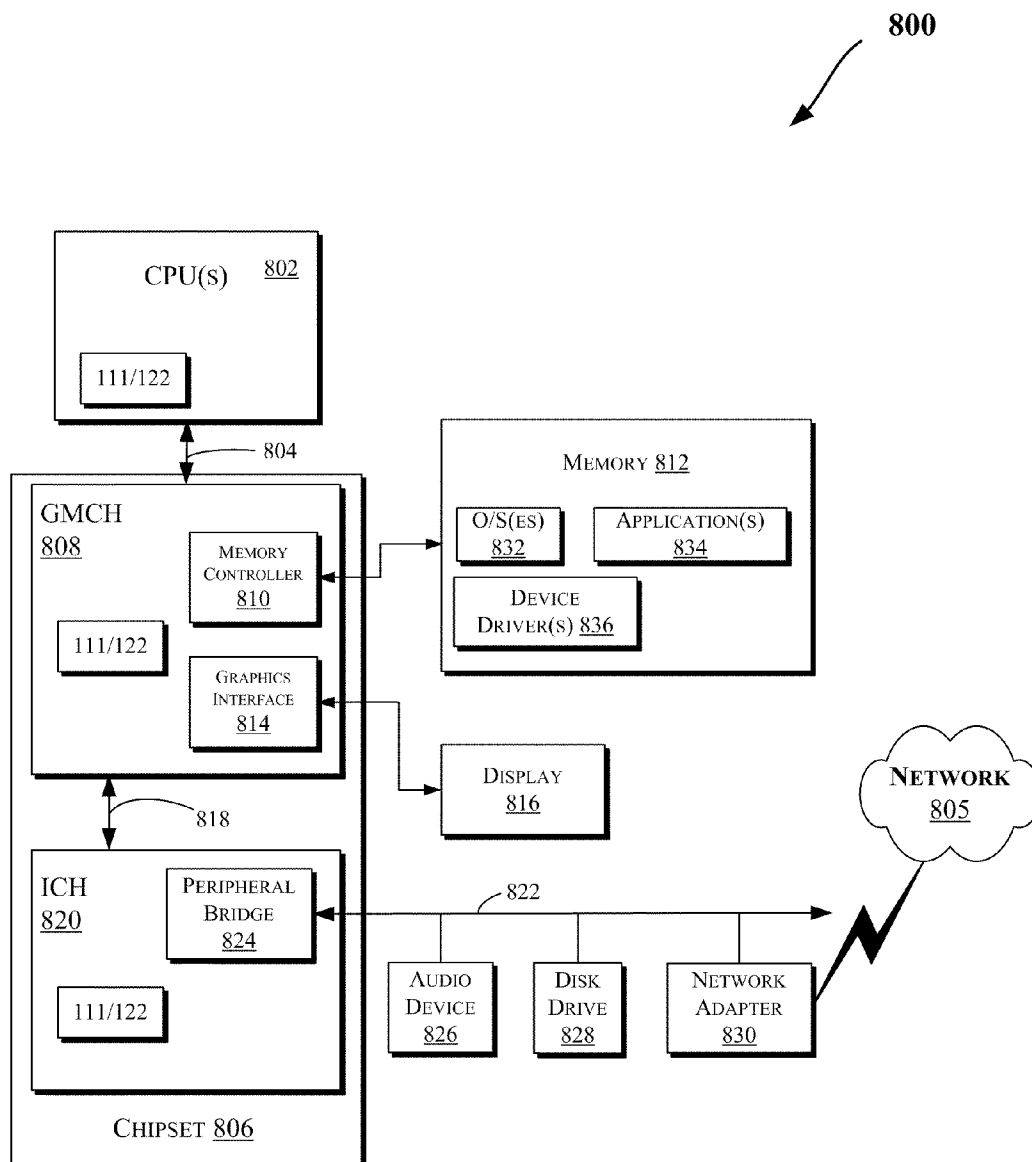 800
CPU(S) 802
111/122
804
GMCH
808
MEMORY
CONTROLLER
810
111/122
GRAPHICS
INTERFACE
814
MEMORY 812
O/S(ES)
832
APPLICATION(S)
834
DEVICE
DRIVER(S) 836
DISPLAY
816
NETWORK
805
818
ICH
820
PERIPHERAL
BRIDGE
824
111/122
822
AUDIO
DEVICE
826
DISK
DRIVE
828
NETWORK
ADAPTER
830
CHIPSET 806